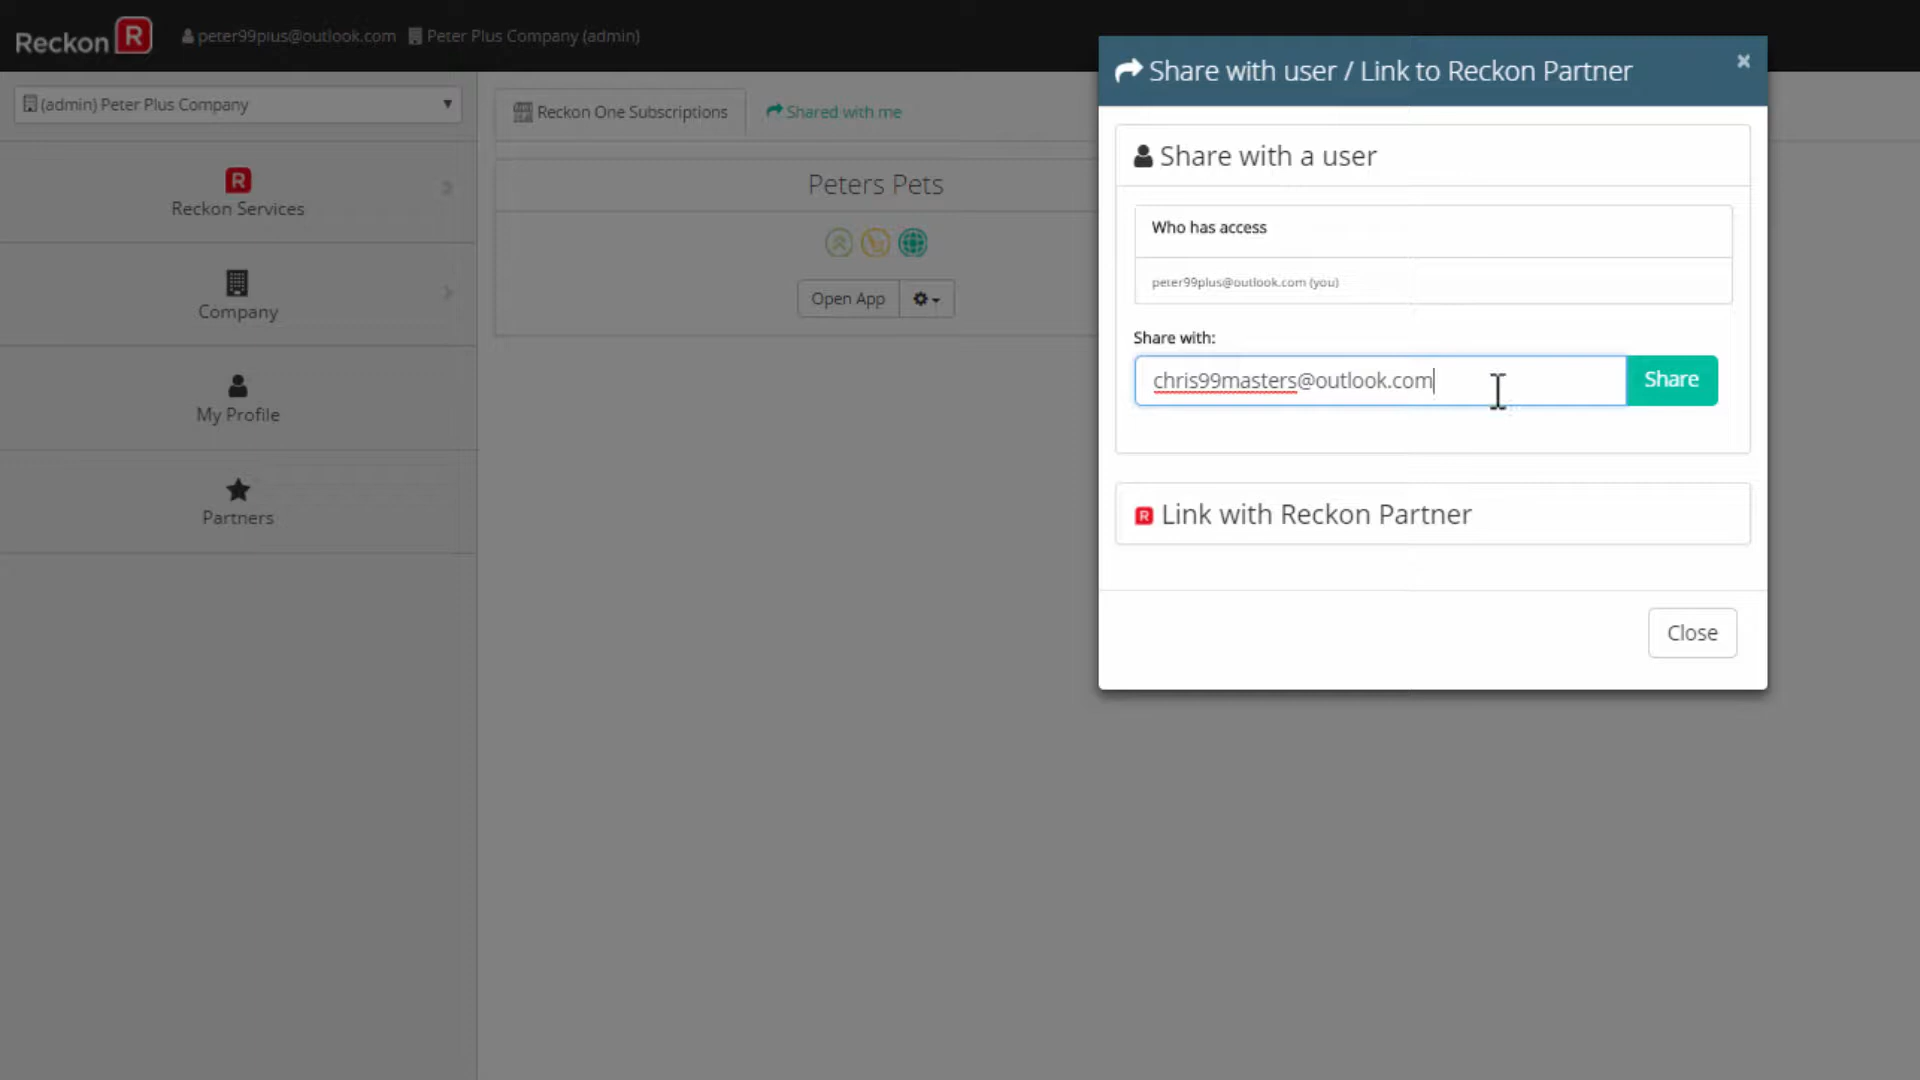 Reckon R peter99plus@outlook.com Peter Plus Company (admin)
(admin) Peter Plus Company
R
Reckon Services
Company
My Profile
Partners
Reckon One Subscriptions Shared with me
Peters Pets
Open App
Share with user / Link to Reckon Partner ×
Share with a user
Who has access
peter99plus@outlook.com (you)
Share with:
chris99masters@outlook.com Share
R Link with Reckon Partner
Close